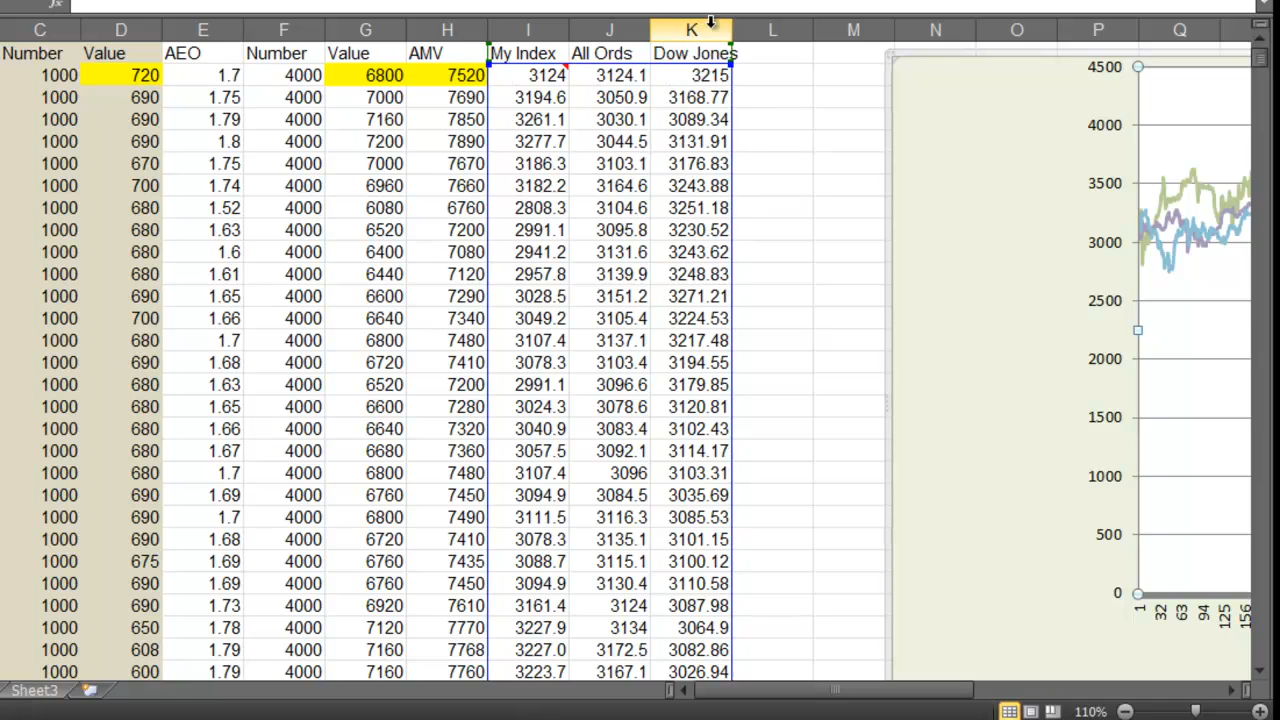 C D E F G H I J K L M N O P Q
Number Value AEO Number Value AMV My Index All Ords Dow Jones
1000 720 1.7 4000 6800 7520 3124 3124.1 3215
1000 690 1.75 4000 7000 7690 3194.6 3050.9 3168.77
1000 690 1.79 4000 7160 7850 3261.1 3030.1 3089.34
1000 690 1.8 4000 7200 7890 3277.7 3044.5 3131.91
1000 670 1.75 4000 7000 7670 3186.3 3103.1 3176.83
1000 700 1.74 4000 6960 7660 3182.2 3164.6 3243.88
1000 680 1.52 4000 6080 6760 2808.3 3104.6 3251.18
1000 680 1.63 4000 6520 7200 2991.1 3095.8 3230.52
1000 680 1.6 4000 6400 7080 2941.2 3131.6 3243.62
1000 680 1.61 4000 6440 7120 2957.8 3139.9 3248.83
1000 690 1.65 4000 6600 7290 3028.5 3151.2 3271.21
1000 700 1.66 4000 6640 7340 3049.2 3105.4 3224.53
1000 680 1.7 4000 6800 7480 3107.4 3137.1 3217.48
1000 690 1.68 4000 6720 7410 3078.3 3103.4 3194.55
1000 680 1.63 4000 6520 7200 2991.1 3096.6 3179.85
1000 680 1.65 4000 6600 7280 3024.3 3078.6 3120.81
1000 680 1.66 4000 6640 7320 3040.9 3083.4 3102.43
1000 680 1.67 4000 6680 7360 3057.5 3092.1 3114.17
1000 680 1.7 4000 6800 7480 3107.4 3096 3103.31
1000 690 1.69 4000 6760 7450 3094.9 3084.5 3035.69
1000 690 1.7 4000 6800 7490 3111.5 3116.3 3085.53
1000 690 1.68 4000 6720 7410 3078.3 3135.1 3101.15
1000 675 1.69 4000 6760 7435 3088.7 3115.1 3100.12
1000 690 1.69 4000 6760 7450 3094.9 3130.4 3110.58
1000 690 1.73 4000 6920 7610 3161.4 3124 3087.98
1000 650 1.78 4000 7120 7770 3227.9 3134 3064.9
1000 608 1.79 4000 7160 7768 3227.0 3172.5 3082.86
1000 600 1.79 4000 7160 7760 3223.7 3167.1 3026.94
4500
4000
3500
3000
2500
2000
1500
1000
500
0
1 32 63 94 125 156
Sheet3
110%